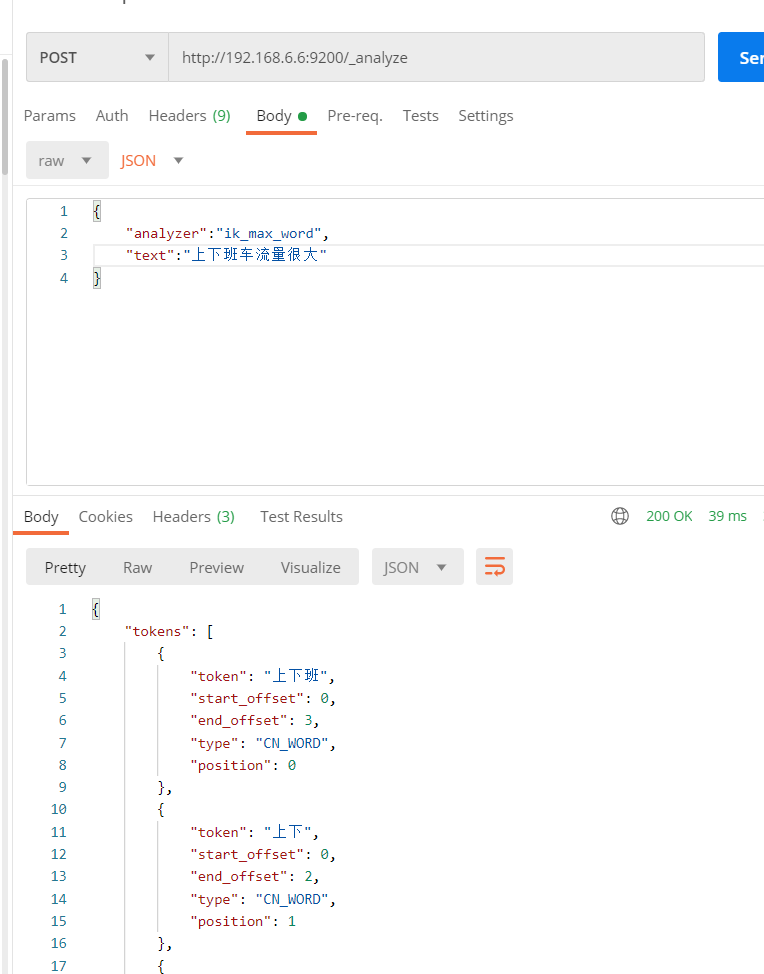 POST http://192.168.6.6:9200/_analyze
Params Auth Headers (9) Body Pre-req. Tests Settings
raw JSON
1 {
2 "analyzer":"ik_max_word",
3 "text":"上下班车流量很大"
4 }
Body Cookies Headers (3) Test Results 200 OK 39 ms
Pretty Raw Preview Visualize JSON
1 {
2 "tokens": [
3 {
4 "token": "上下班",
5 "start_offset": 0,
6 "end_offset": 3,
7 "type": "CN_WORD",
8 "position": 0
9 },
10 {
11 "token": "上下",
12 "start_offset": 0,
13 "end_offset": 2,
14 "type": "CN_WORD",
15 "position": 1
16 },
17 {